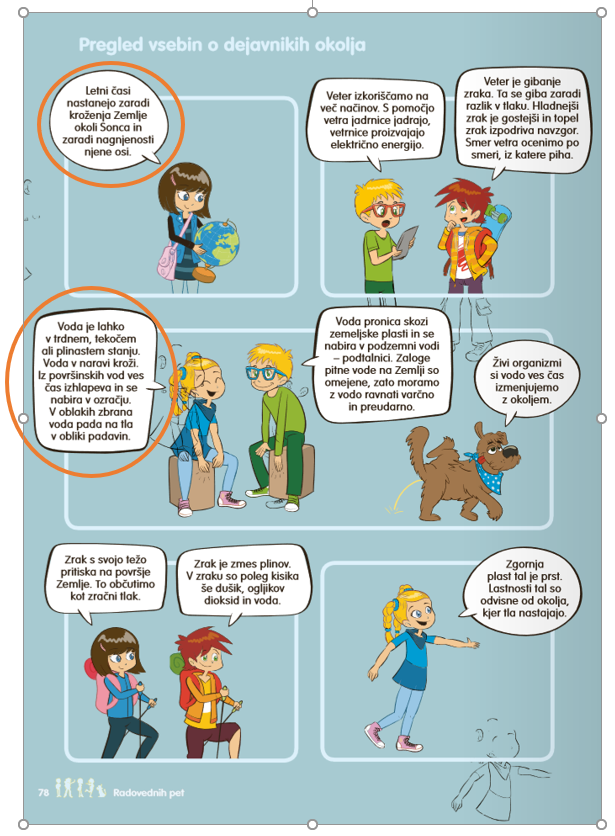 Pregled vsebin o dejavnikih okolja
Letni časi
nastanejo zaradi
kroženja Zemlje
okoli Sonca in
zaradi nagnjenosti
njene osi.
Veter izkoriščamo na
več načinov. S pomočjo
vetra jadrnice jadrajo,
vetrnice proizvajajo
električno energijo.
Veter je gibanje
zraka. Ta se giba zaradi
razlik v tlaku. Hladnejši
zrak je gostejši in topel
zrak izpodriva navzgor.
Smer vetra ocenimo po
smeri, iz katere piha.
Voda je lahko
v trdnem, tekočem
ali plinastem stanju.
Voda v naravi kroži.
Iz površinskih vod ves
čas izhlapeva in se
nabira v ozračju.
V oblakih zbrana
voda pada na tla
v obliki padavin.
Voda pronica skozi
zemeljske plasti in se
nabira v podzemni vodi
– podtalnici. Zaloge
pitne vode na Zemlji so
omejene, zato moramo
z vodo ravnati varčno
in preudarno.
Živi organizmi
si vodo ves čas
izmenjujemo
z okoljem.
Zrak s svojo težo
pritiska na površje
Zemlje. To občutimo
kot zračni tlak.
Zrak je zmes plinov.
V zraku so poleg kisika
še dušik, ogljikov
dioksid in voda.
Zgornja
plast tal je prst.
Lastnosti tal so
odvisne od okolja,
kjer tla nastajajo.
78 Radovednih pet